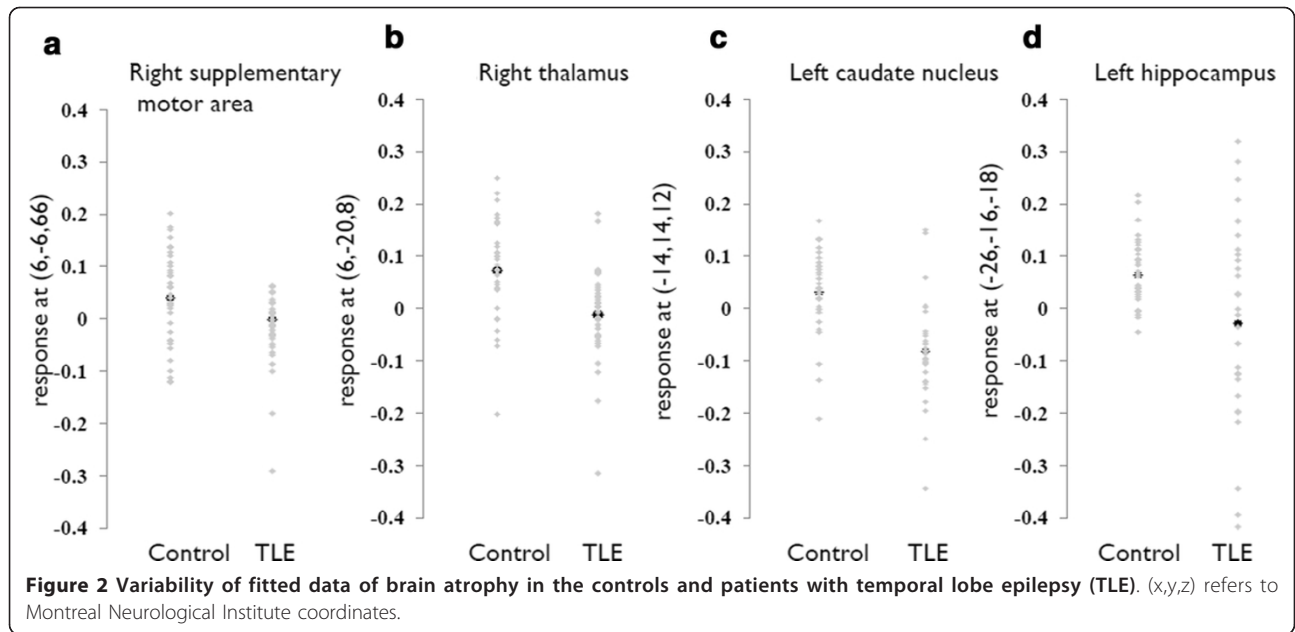 a
Right supplementary
motor area
0.4
0.3
0.2
0.1
0
-0.1
-0.2
-0.3
-0.4
response at (6,-6,66)
Control TLE
b
Right thalamus
0.4
0.3
0.2
0.1
0
-0.1
-0.2
-0.3
-0.4
response at (6,-20,8)
Control TLE
c
Left caudate nucleus
0.4
0.3
0.2
0.1
0
-0.1
-0.2
-0.3
-0.4
response at (-14,14,12)
Control TLE
d
Left hippocampus
0.4
0.3
0.2
0.1
0
-0.1
-0.2
-0.3
-0.4
response at (-26,-16,-18)
Control TLE
Figure 2 Variability of fitted data of brain atrophy in the controls and patients with temporal lobe epilepsy (TLE). (x,y,z) refers to
Montreal Neurological Institute coordinates.